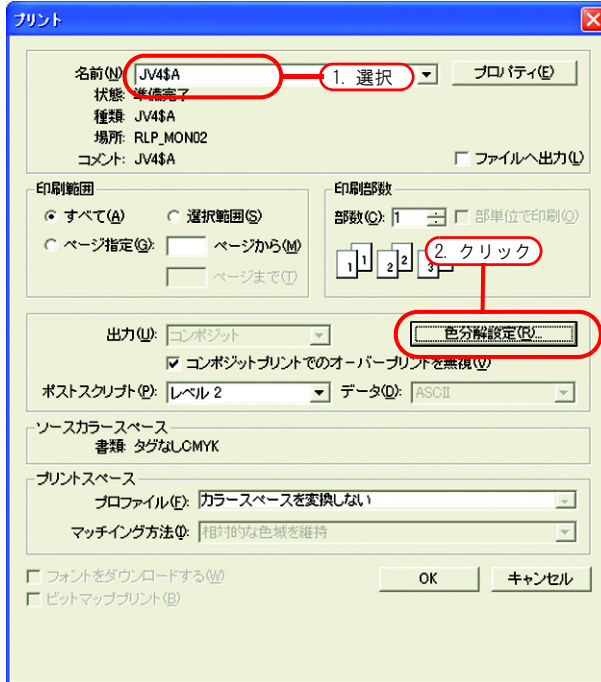 プリント
名前(N): JV4$A 1. 選択 プロパティ(E)
状態: 準備完了
種類: JV4$A
場所: RLP_MON02
コメント: JV4$A ファイルへ出力(L)
印刷範囲
すべて(A) 選択範囲(S)
ページ指定(G): ページから(M)
ページまで(T)
印刷部数
部数(C): 1 部単位で印刷(O)
2. クリック
1 1 2 2 3
出力(U): コンポジット 色分解設定(R)...
コンポジットプリントでのオーバープリントを無視(V)
ポストスクリプト(P): レベル 2 データ(D): ASCII
ソースカラースペース
書類: タグなしCMYK
プリントスペース
プロファイル(F): カラースペースを変換しない
マッチイング方法(I): 相対的な色域を維持
フォントをダウンロードする(W)
ビットマッププリント(B)
OK キャンセル